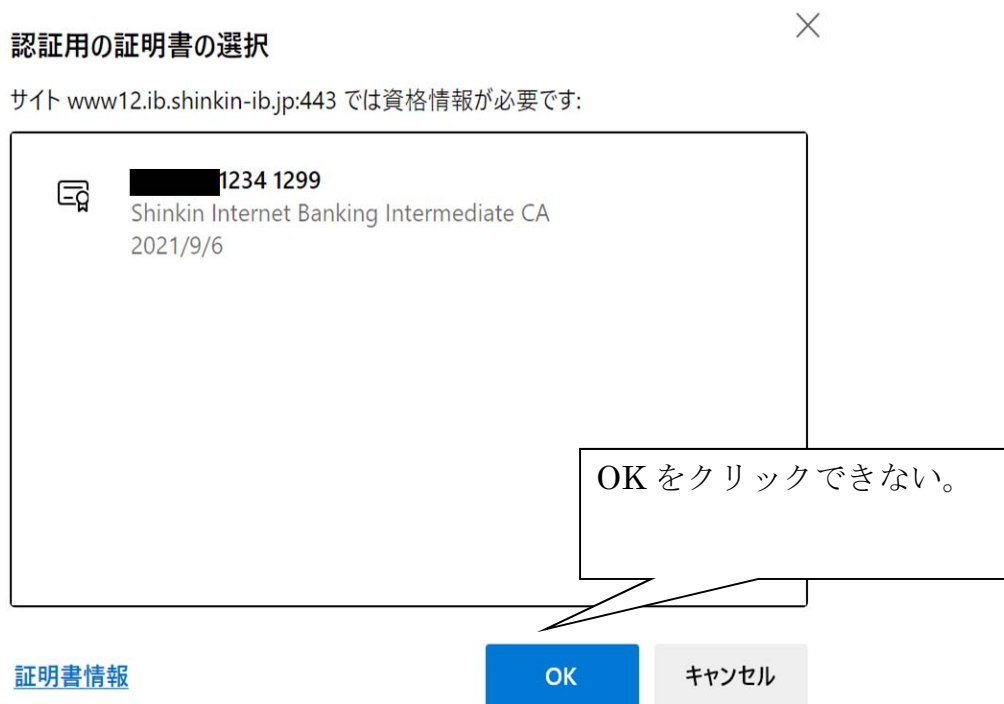 認証用の証明書の選択
サイト www12.ib.shinkin-ib.jp:443 では資格情報が必要です:
1234 1299
Shinkin Internet Banking Intermediate CA
2021/9/6
OK をクリックできない。
証明書情報
OK
キャンセル